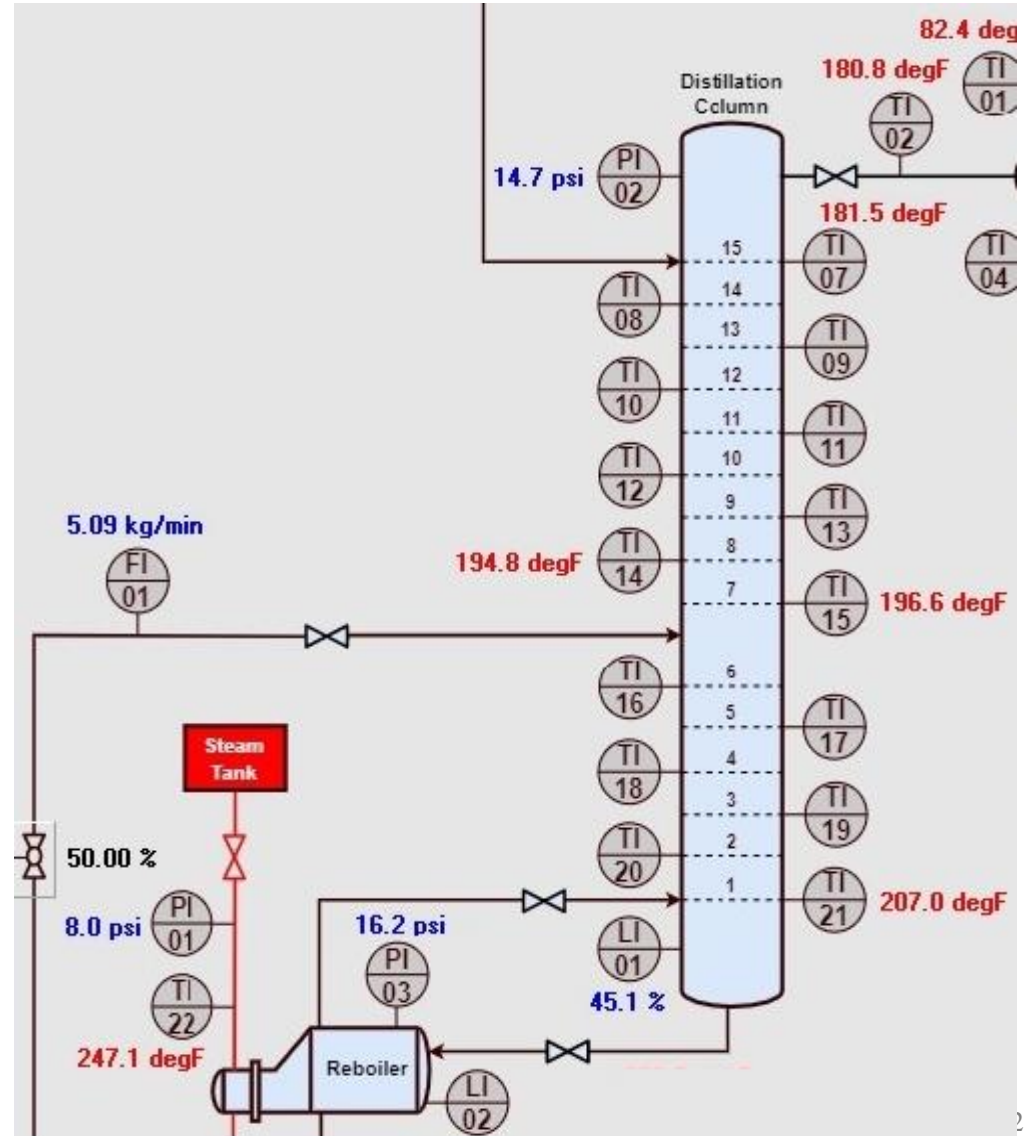 82.4 deg
180.8 degF
TI
01
Distillation
Cclumn
TI
02
14.7 psi
PI
02
181.5 degF
15
TI
07
TI
04
TI
08
14
13
TI
09
TI
10
12
11
TI
11
TI
12
10
9
TI
13
5.09 kg/min
FI
01
194.8 degF
TI
14
8
7
TI
15
196.6 degF
TI
16
6
5
TI
17
Steam
Tank
TI
18
4
3
TI
19
50.00 %
TI
20
2
1
TI
21
207.0 degF
8.0 psi
PI
01
16.2 psi
PI
03
LI
01
45.1 %
TI
22
247.1 degF
Reboiler
LI
02
2